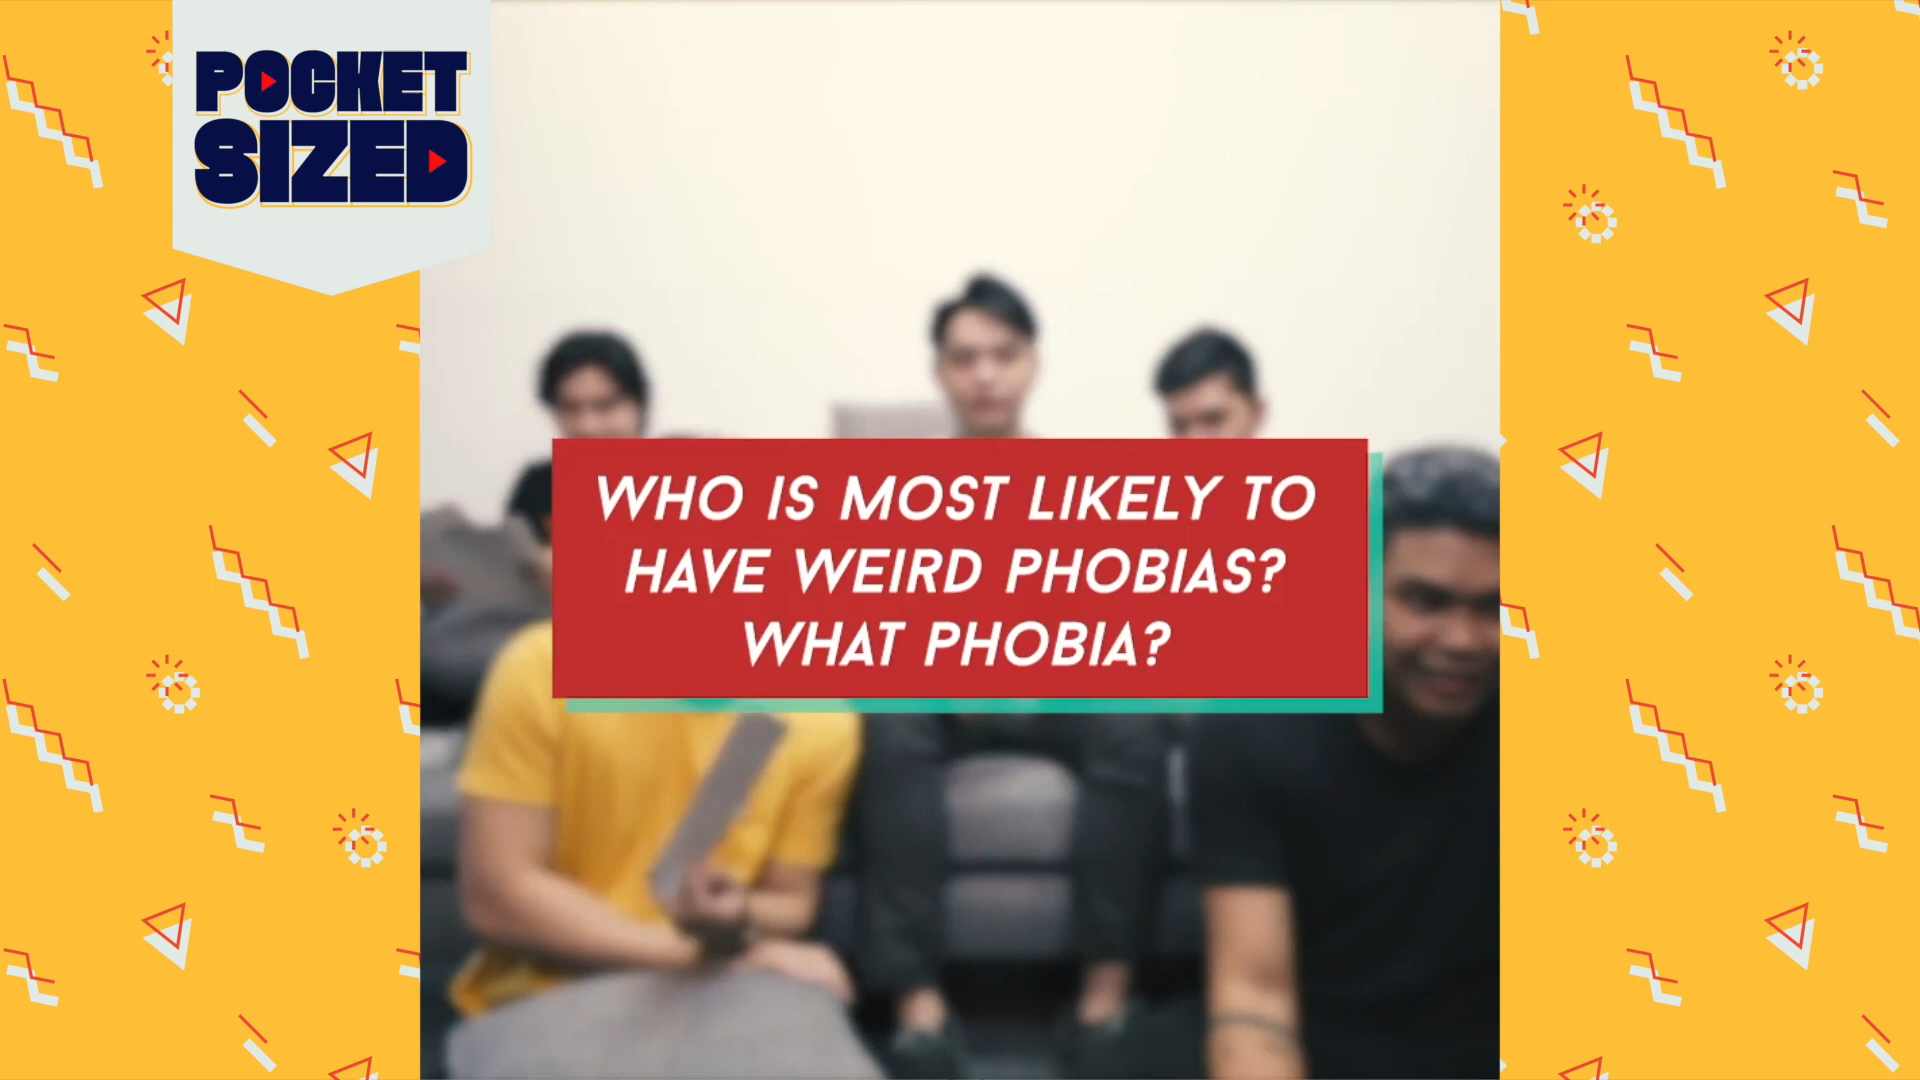 POCKET
SIZED
WHO IS MOST LIKELY TO
HAVE WEIRD PHOBIAS?
WHAT PHOBIA?